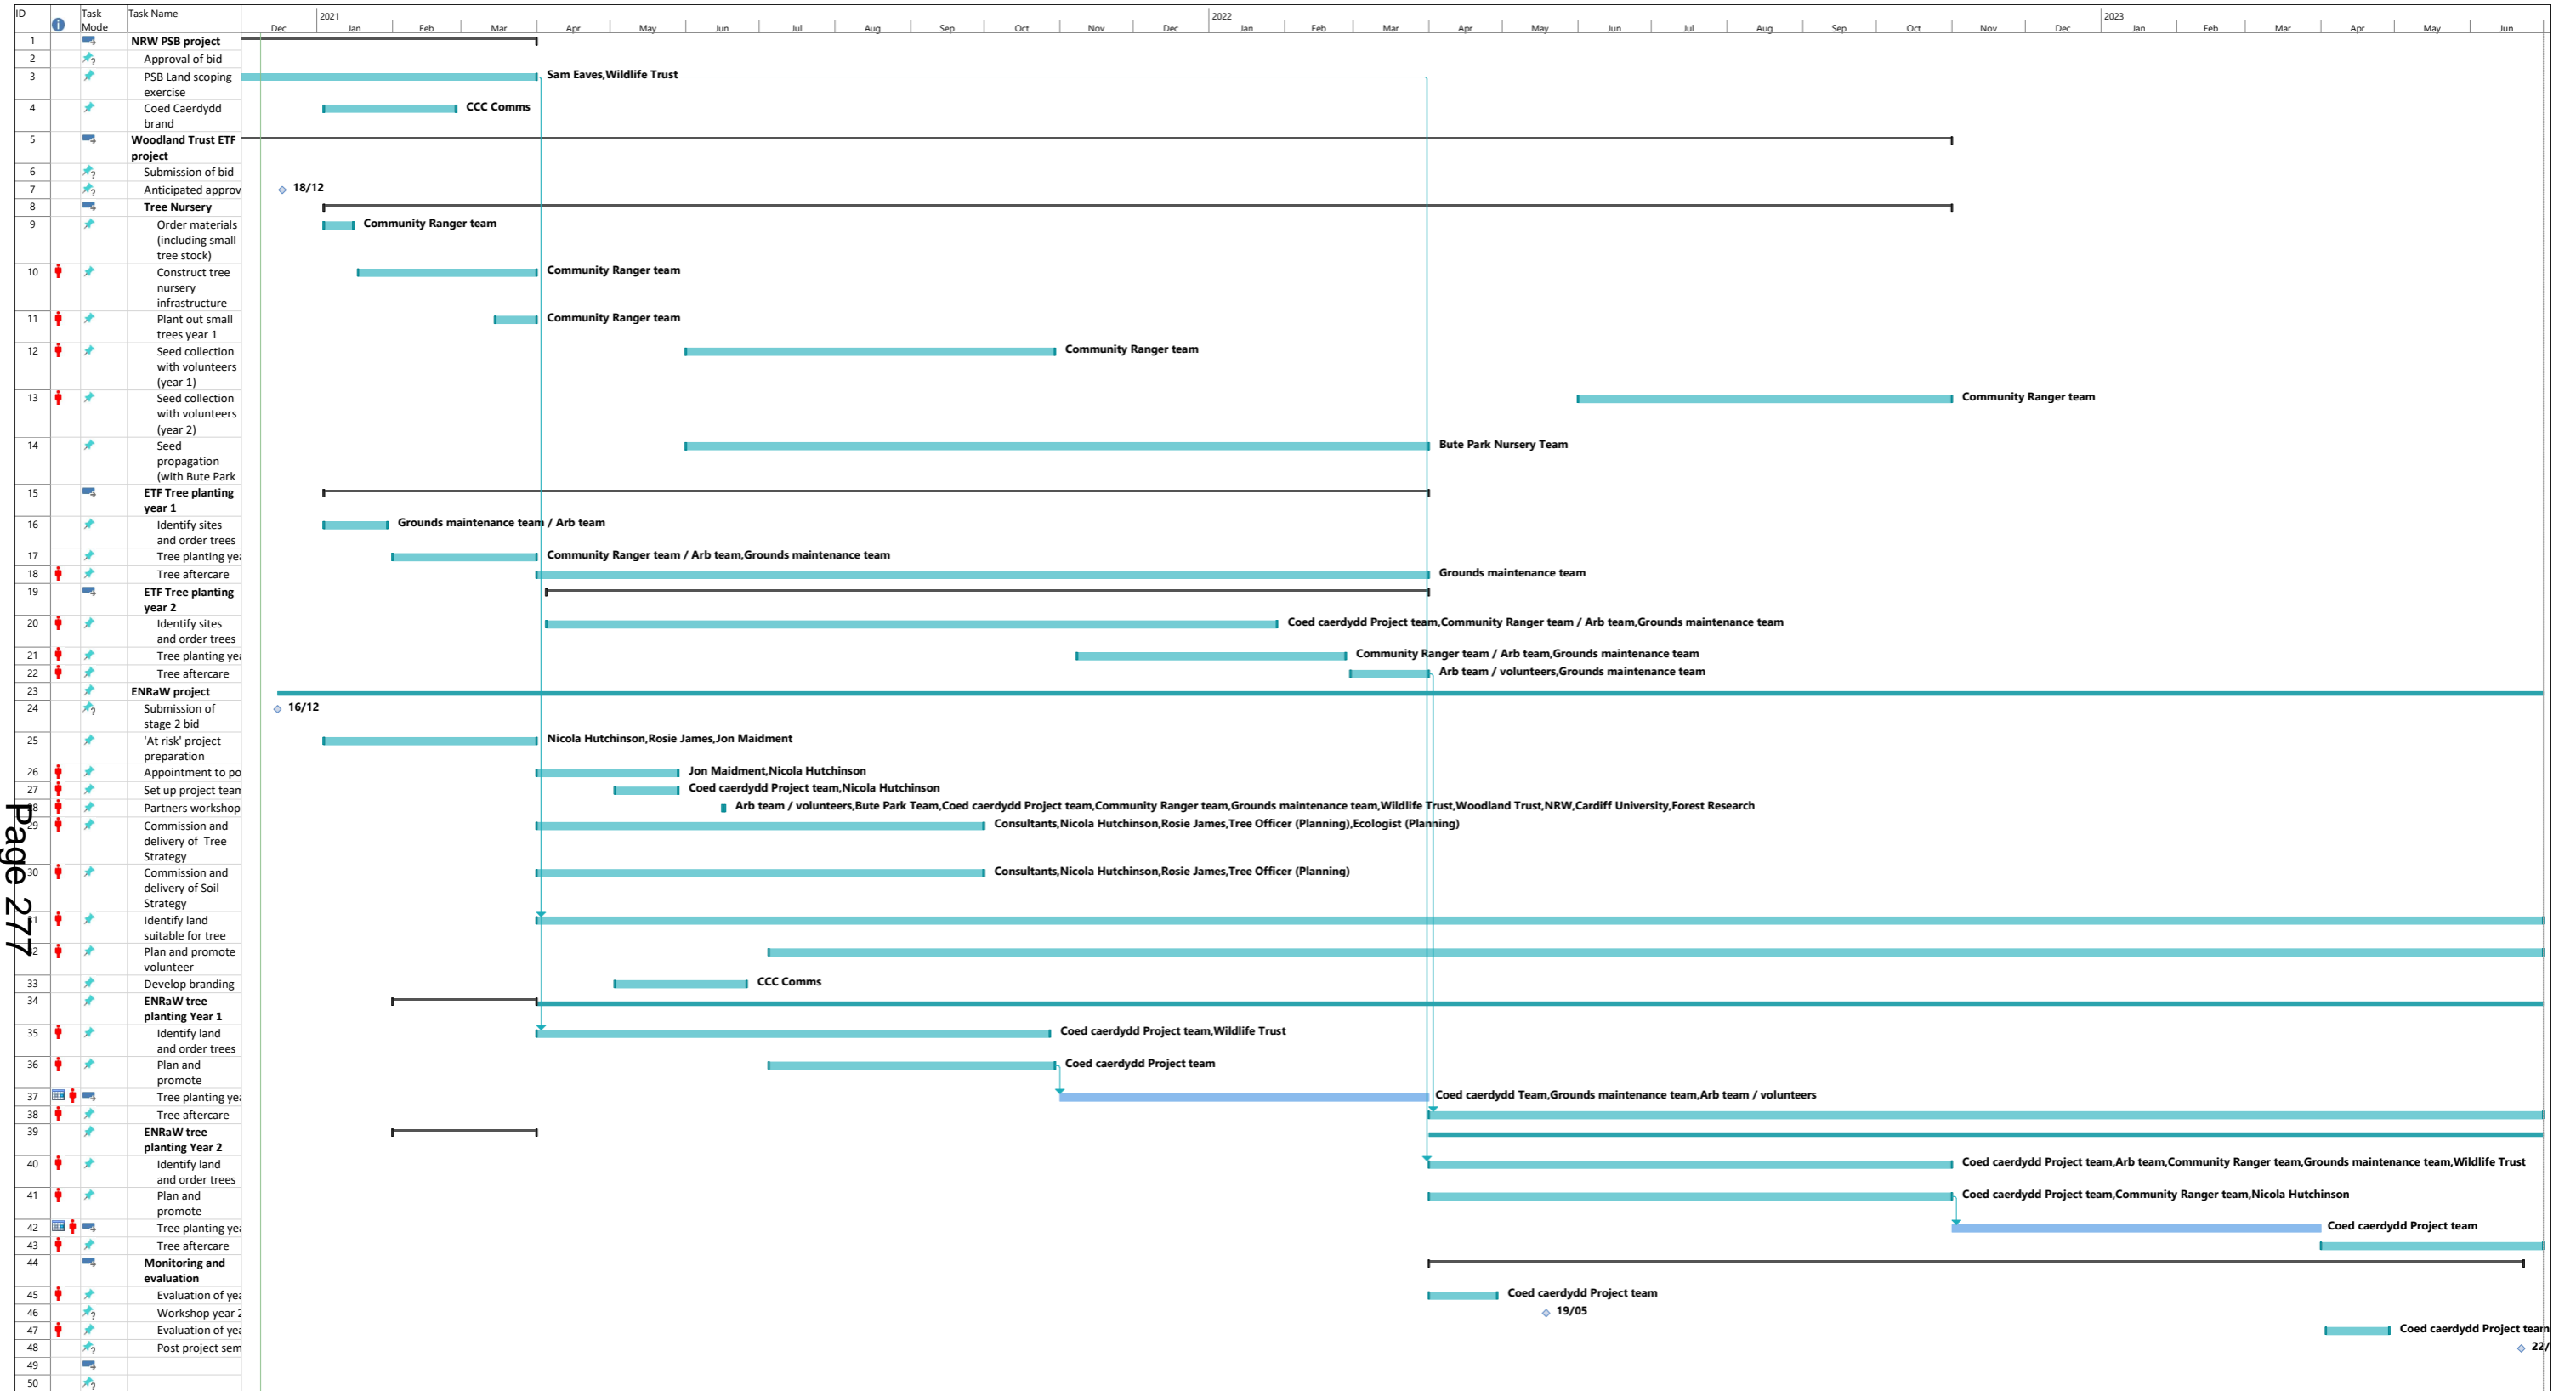 ID
Task Mode
Task Name
2021
2022
2023
Dec Jan Feb Mar Apr May Jun Jul Aug Sep Oct Nov Dec Jan Feb Mar Apr May Jun Jul Aug Sep Oct Nov Dec Jan Feb Mar Apr May Jun
1 NRW PSB project
2 Approval of bid
3 PSB Land scoping
exercise
Sam Eaves,Wildlife Trust
4 Coed Caerdydd
brand
CCC Comms
5 Woodland Trust ETF
project
6 Submission of bid
7 Anticipated approv
18/12
8 Tree Nursery
9 Order materials
(including small
tree stock)
Community Ranger team
10 Construct tree
nursery
infrastructure
Community Ranger team
11 Plant out small
trees year 1
Community Ranger team
12 Seed collection
with volunteers
(year 1)
Community Ranger team
13 Seed collection
with volunteers
(year 2)
Community Ranger team
14 Seed
propagation
(with Bute Park
Bute Park Nursery Team
15 ETF Tree planting
year 1
16 Identify sites
and order trees
Grounds maintenance team / Arb team
17 Tree planting yea
Community Ranger team / Arb team,Grounds maintenance team
18 Tree aftercare
Grounds maintenance team
19 ETF Tree planting
year 2
20 Identify sites
and order trees
Coed caerdydd Project team,Community Ranger team / Arb team,Grounds maintenance team
21 Tree planting yea
Community Ranger team / Arb team,Grounds maintenance team
22 Tree aftercare
Arb team / volunteers,Grounds maintenance team
23 ENRaW project
24 Submission of
stage 2 bid
16/12
25 'At risk' project
preparation
Nicola Hutchinson,Rosie James,Jon Maidment
26 Appointment to po
Jon Maidment,Nicola Hutchinson
27 Set up project team
Coed caerdydd Project team,Nicola Hutchinson
28 Partners workshop
Arb team / volunteers,Bute Park Team,Coed caerdydd Project team,Community Ranger team,Grounds maintenance team,Wildlife Trust,Woodland Trust,NRW,Cardiff University,Forest Research
29 Commission and
delivery of Tree
Strategy
Consultants,Nicola Hutchinson,Rosie James,Tree Officer (Planning),Ecologist (Planning)
30 Commission and
delivery of Soil
Strategy
Consultants,Nicola Hutchinson,Rosie James,Tree Officer (Planning)
31 Identify land
suitable for tree
32 Plan and promote
volunteer
33 Develop branding
CCC Comms
34 ENRaW tree
planting Year 1
35 Identify land
and order trees
Coed caerdydd Project team,Wildlife Trust
36 Plan and
promote
Coed caerdydd Project team
37 Tree planting yea
Coed caerdydd Team,Grounds maintenance team,Arb team / volunteers
38 Tree aftercare
39 ENRaW tree
planting Year 2
40 Identify land
and order trees
Coed caerdydd Project team,Arb team,Community Ranger team,Grounds maintenance team,Wildlife Trust
41 Plan and
promote
Coed caerdydd Project team,Community Ranger team,Nicola Hutchinson
42 Tree planting yea
Coed caerdydd Project team
43 Tree aftercare
44 Monitoring and
evaluation
45 Evaluation of yea
Coed caerdydd Project team
46 Workshop year 2
19/05
47 Evaluation of yea
Coed caerdydd Project team
48 Post project sem
22/
49
50
Page 277